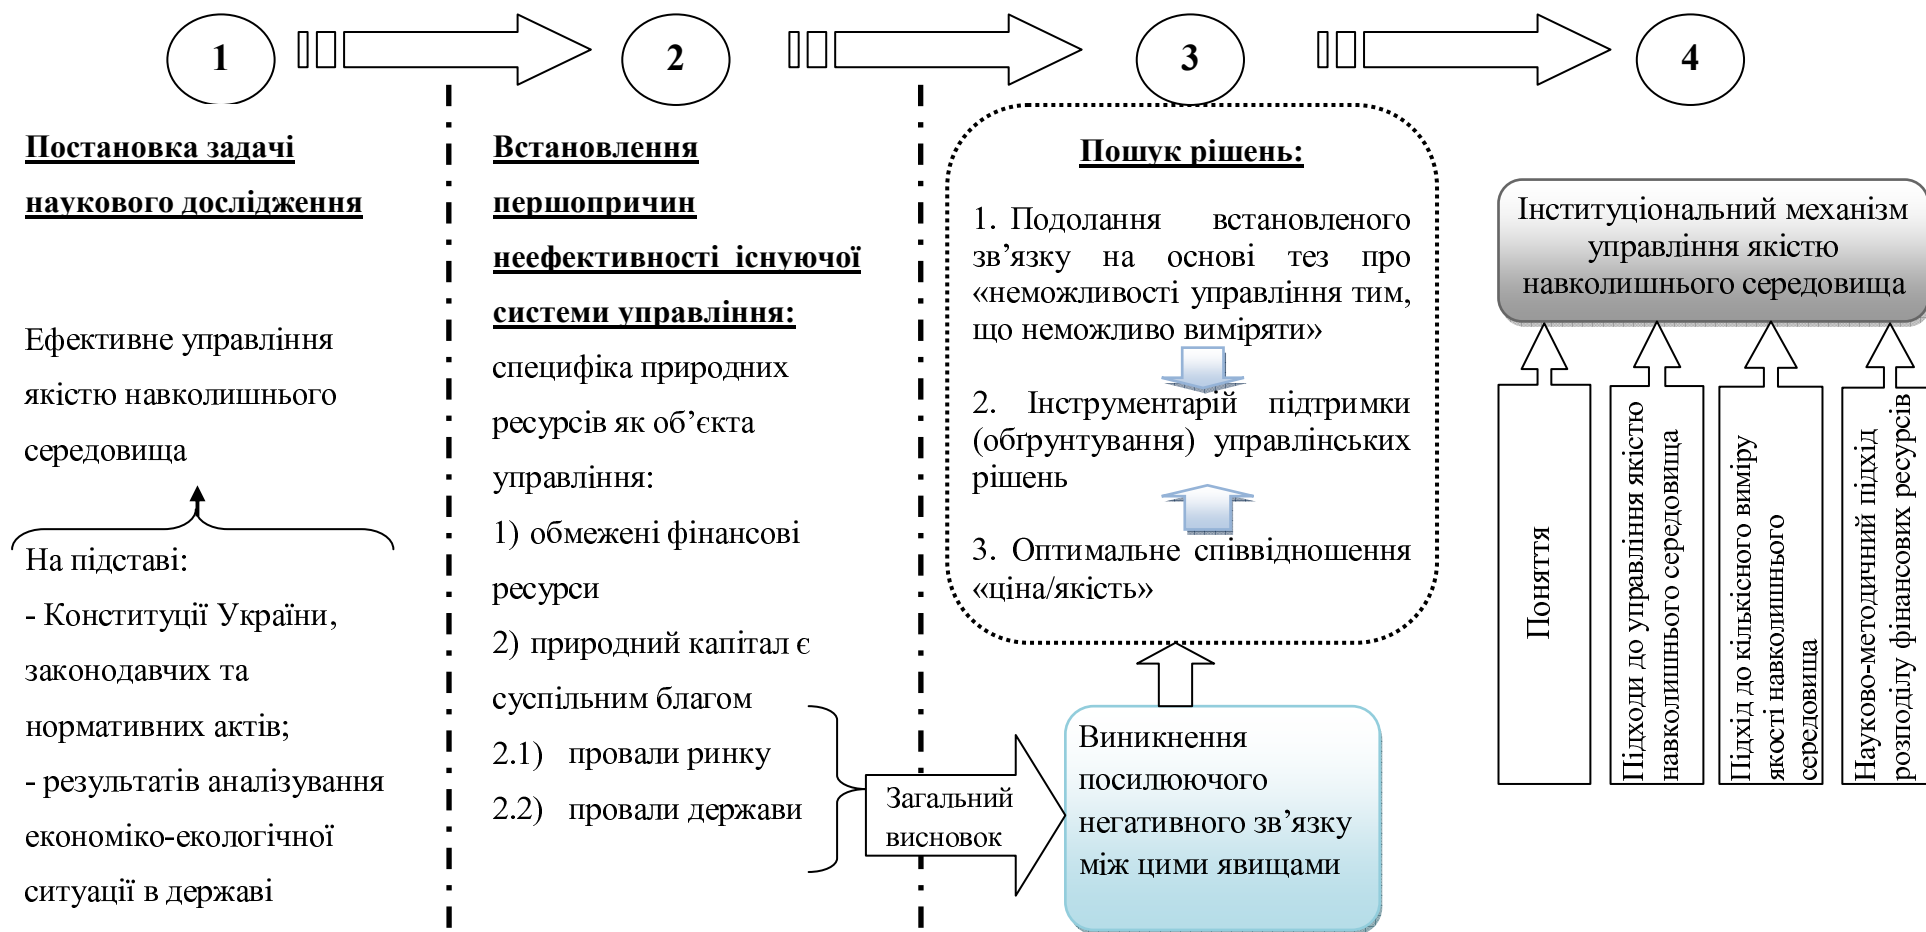 1
2
3
4
Постановка задачі
наукового дослідження
Ефективне управління
якістю навколишнього
середовища
На підставі:
- Конституції України,
законодавчих та
нормативних актів;
- результатів аналізування
економіко-екологічної
ситуації в державі
Встановлення
першопричин
неефективності існуючої
системи управління:
специфіка природних
ресурсів як об’єкта
управління:
1) обмежені фінансові
ресурси
2) природний капітал є
суспільним благом
2.1) провали ринку
2.2) провали держави
Загальний
висновок
Пошук рішень:
1. Подолання встановленого
зв’язку на основі тез про
«неможливості управління тим,
що неможливо виміряти»
2. Інструментарій підтримки
(обґрунтування) управлінських
рішень
3. Оптимальне співвідношення
«ціна/якість»
Виникнення
посилюючого
негативного зв’язку
між цими явищами
Інституціональний механізм
управління якістю
навколишнього середовища
Поняття
Підходи до управління якістю
навколишнього середовища
Підхід до кількісного виміру
якості навколишнього
середовища
Науково-методичний підхід
розподілу фінансових ресурсів